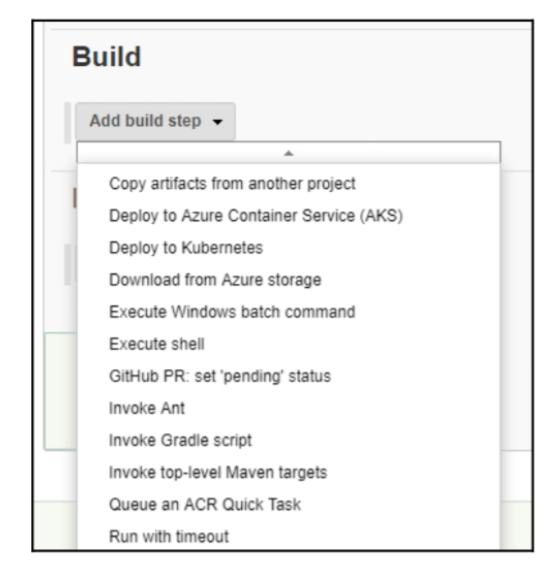 Build
Add build step
Copy artifacts from another project
Deploy to Azure Container Service (AKS)
Deploy to Kubernetes
Download from Azure storage
Execute Windows batch command
Execute shell
GitHub PR: set 'pending' status
Invoke Ant
Invoke Gradle script
Invoke top-level Maven targets
Queue an ACR Quick Task
Run with timeout